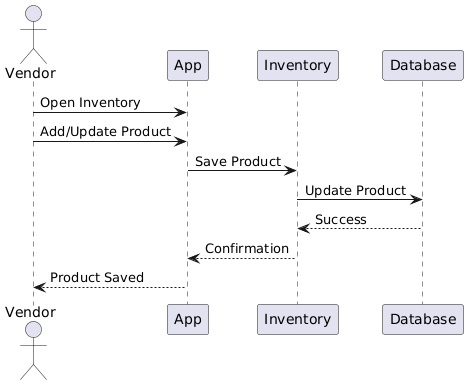 Vendor
App
Inventory
Database
Open Inventory
Add/Update Product
Save Product
Update Product
Success
Confirmation
Product Saved
Vendor
App
Inventory
Database